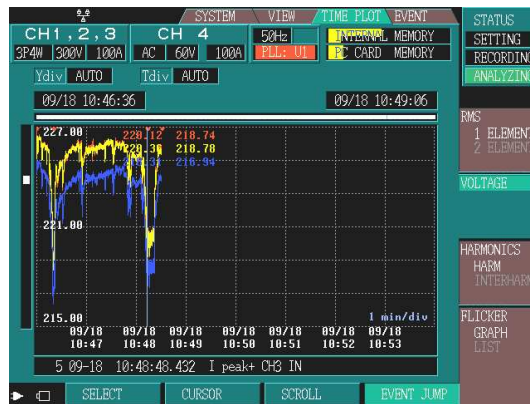 SYSTEM VIEW TIME PLOT EVENT
STATUS
CH1,2,3 CH 4 50Hz INTERNAL MEMORY
SETTING
3P4W 300V 100A AC 60V 100A PLL: U1 PC CARD MEMORY
RECORDING
ANALYZING
Ydiv AUTO Tdiv AUTO
09/18 10:46:36 09/18 10:49:06
RMS
1 ELEMENT
2 ELEMENT
227.00 218.74
218.78
216.94
VOLTAGE
221.00
HARMONICS
HARM
INTERHARM
215.00 1 min/div
FLICKER
GRAPH
LIST
09/18 09/18 09/18 09/18 09/18 09/18 09/18
10:47 10:48 10:49 10:50 10:51 10:52 10:53
5 09-18 10:48:48.432 I peak+ CH3 IN
SELECT CURSOR SCROLL EVENT JUMP